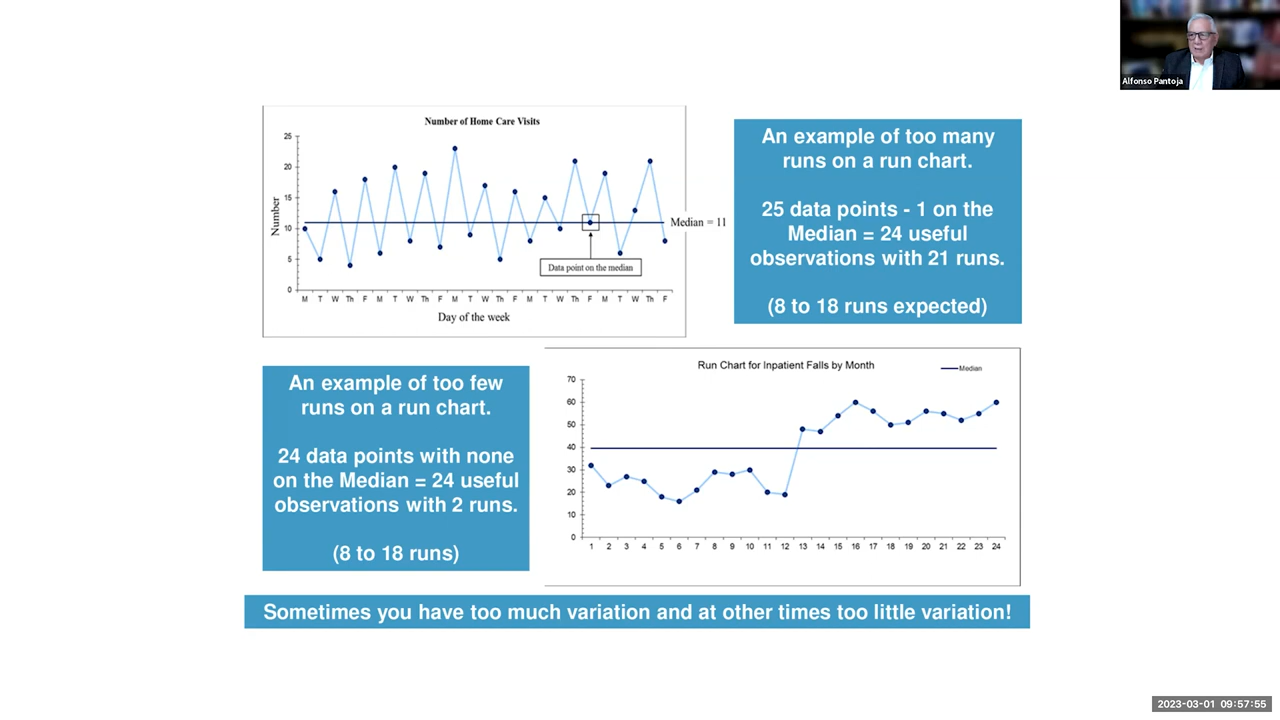 Alfonso Pantoja
Number of Home Care Visits
25
20
15
10
5
0
Number
Median = 11
Data point on the median
M T W Th F M T W Th F M T W Th F M T W Th F M T W Th F
Day of the week
An example of too many
runs on a run chart.
25 data points - 1 on the
Median = 24 useful
observations with 21 runs.
(8 to 18 runs expected)
An example of too few
runs on a run chart.
24 data points with none
on the Median = 24 useful
observations with 2 runs.
(8 to 18 runs)
Run Chart for Inpatient Falls by Month
Median
70
60
50
40
30
20
10
0
1 2 3 4 5 6 7 8 9 10 11 12 13 14 15 16 17 18 19 20 21 22 23 24
Sometimes you have too much variation and at other times too little variation!
2023-03-01 09:57:55